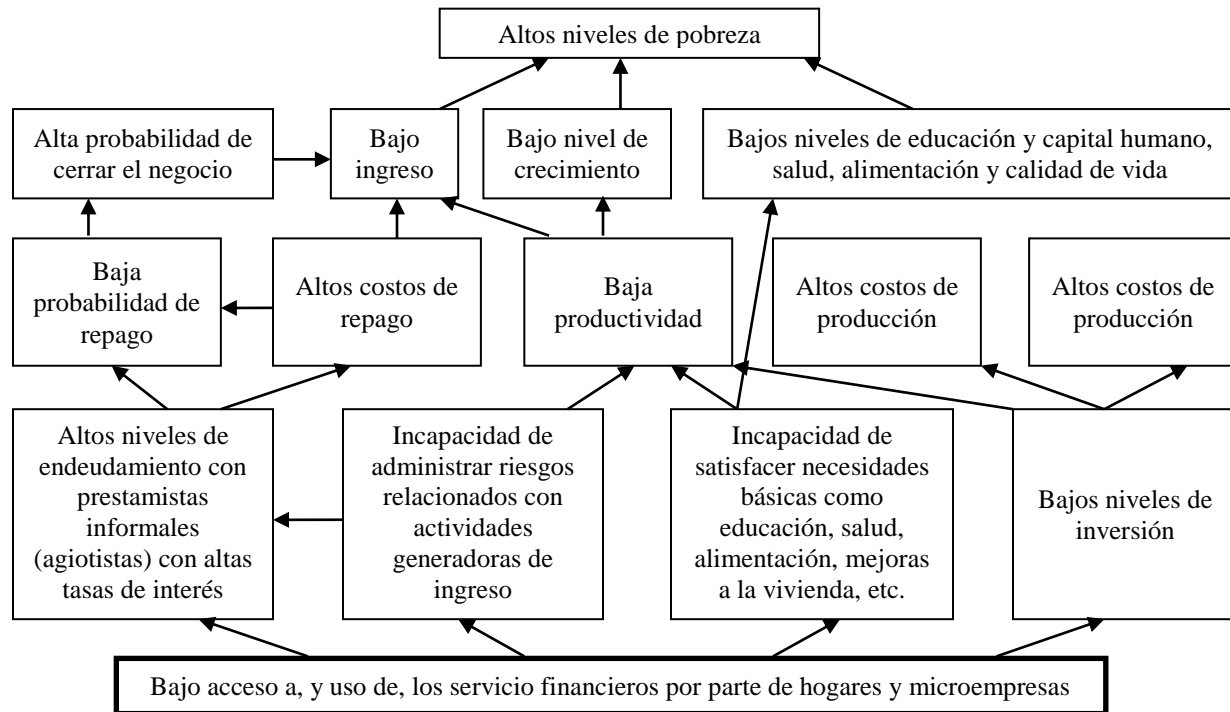 Altos niveles de pobreza
Alta probabilidad de
cerrar el negocio
Bajo
ingreso
Bajo nivel de
crecimiento
Bajos niveles de educación y capital humano,
salud, alimentación y calidad de vida
Baja
probabilidad de
repago
Altos costos de
repago
Baja
productividad
Altos costos de
producción
Altos costos de
producción
Altos niveles de
endeudamiento con
prestamistas
informales
(agiotistas) con altas
tasas de interés
Incapacidad de
administrar riesgos
relacionados con
actividades
generadoras de
ingreso
Incapacidad de
satisfacer necesidades
básicas como
educación, salud,
alimentación, mejoras
a la vivienda, etc.
Bajos niveles de
inversión
Bajo acceso a, y uso de, los servicio financieros por parte de hogares y microempresas